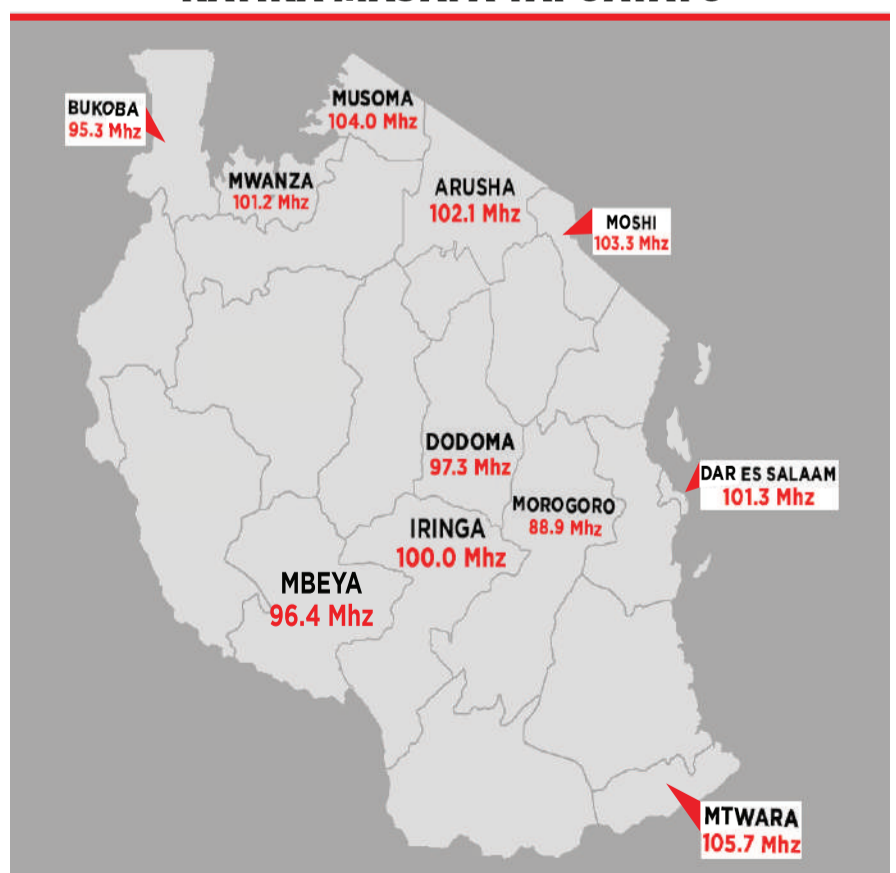 BUKOBA
95.3 Mhz
MUSOMA
104.0 Mhz
MWANZA
101.2 Mhz
ARUSHA
102.1 Mhz
MOSHI
103.3 Mhz
DODOMA
97.3 Mhz
DAR ES SALAAM
101.3 Mhz
MOROGORO
88.9 Mhz
IRINGA
100.0 Mhz
MBEYA
96.4 Mhz
MTWARA
105.7 Mhz